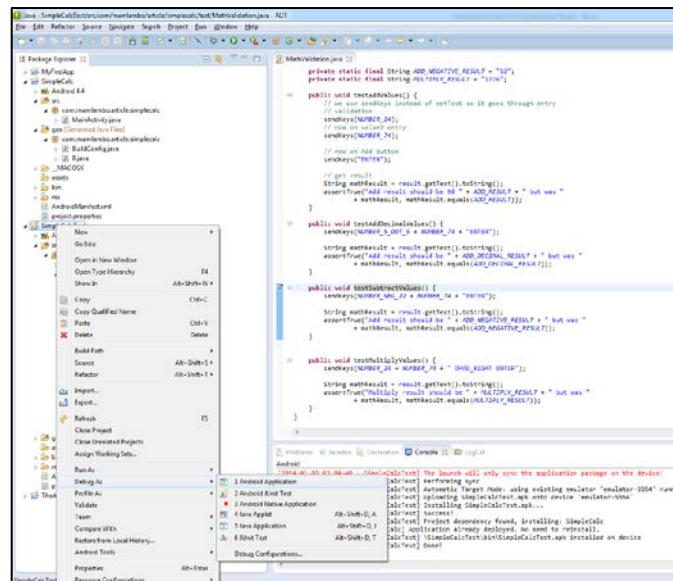 Java - SimpleCalcTest/src/com/mamlambo/article/simplecalc/test/MathValidation.java - ADT
File Edit Refactor Source Navigate Search Project Run Window Help
Package Explorer
MyFirstApp
SimpleCalc
Android 4.4
src
com.mamlambo.article.simplecalc
MainActivity.java
gen [Generated Java Files]
com.mamlambo.article.simplecalc
BuildConfig.java
R.java
__MACOSX
assets
bin
res
AndroidManifest.xml
project.properties
New
Go Into
Open in New Window
Open Type Hierarchy F4
Show In Alt+Shift+W
Copy Ctrl+C
Copy Qualified Name
Paste Ctrl+V
Delete Delete
Build Path
Source Alt+Shift+S
Refactor Alt+Shift+T
Import...
Export...
Refresh F5
Close Project
Close Unrelated Projects
Assign Working Sets...
Run As
Debug As
Profile As
Validate
Team
Compare With
Restore from Local History...
Android Tools
Properties Alt+Enter
Resource Configurations
1 Android Application
2 Android JUnit Test
3 Android Native Application
4 Java Applet Alt+Shift+D, A
5 Java Application Alt+Shift+D, J
6 JUnit Test Alt+Shift+D, T
Debug Configurations...
MathValidation.java
private static final String ADD_NEGATIVE_RESULT = "52";
private static final String MULTIPLY_RESULT = "1776";
public void testAddValues() {
// we use sendKeys instead of setText so it goes through entry
// validation
sendKeys(NUMBER_24);
// now on value2 entry
sendKeys(NUMBER_74);
// now on Add button
sendKeys("ENTER");
// get result
String mathResult = result.getText().toString();
assertTrue("Add result should be 98 " + ADD_RESULT + " but was "
+ mathResult, mathResult.equals(ADD_RESULT));
}
public void testAddDecimalValues() {
sendKeys(NUMBER_5_DOT_5 + NUMBER_74 + "ENTER");
String mathResult = result.getText().toString();
assertTrue("Add result should be " + ADD_DECIMAL_RESULT + " but was "
+ mathResult, mathResult.equals(ADD_DECIMAL_RESULT));
}
public void testSubtractValues() {
sendKeys(NUMBER_NEG_22 + NUMBER_74 + "ENTER");
String mathResult = result.getText().toString();
assertTrue("Add result should be " + ADD_NEGATIVE_RESULT + " but was "
+ mathResult, mathResult.equals(ADD_NEGATIVE_RESULT));
}
public void testMultiplyValues() {
sendKeys(NUMBER_24 + NUMBER_74 + " DPAD_RIGHT ENTER");
String mathResult = result.getText().toString();
assertTrue("Multiply result should be " + MULTIPLY_RESULT + " but was "
+ mathResult, mathResult.equals(MULTIPLY_RESULT));
}
}
Problems Javadoc Declaration Console LogCat
Android
SimpleCalcTest] The launch will only sync the application package on the device!
CalcTest] Performing sync
CalcTest] Automatic Target Mode: using existing emulator 'emulator-5554'
CalcTest] Uploading SimpleCalcTest.apk onto device 'emulator-5554'
CalcTest] Installing SimpleCalcTest.apk...
CalcTest] Success!
CalcTest] Project dependency found, installing: SimpleCalc
Calc] Application already deployed. No need to reinstall.
CalcTest] \SimpleCalcTest\bin\SimpleCalcTest.apk installed on device
CalcTest] Done!